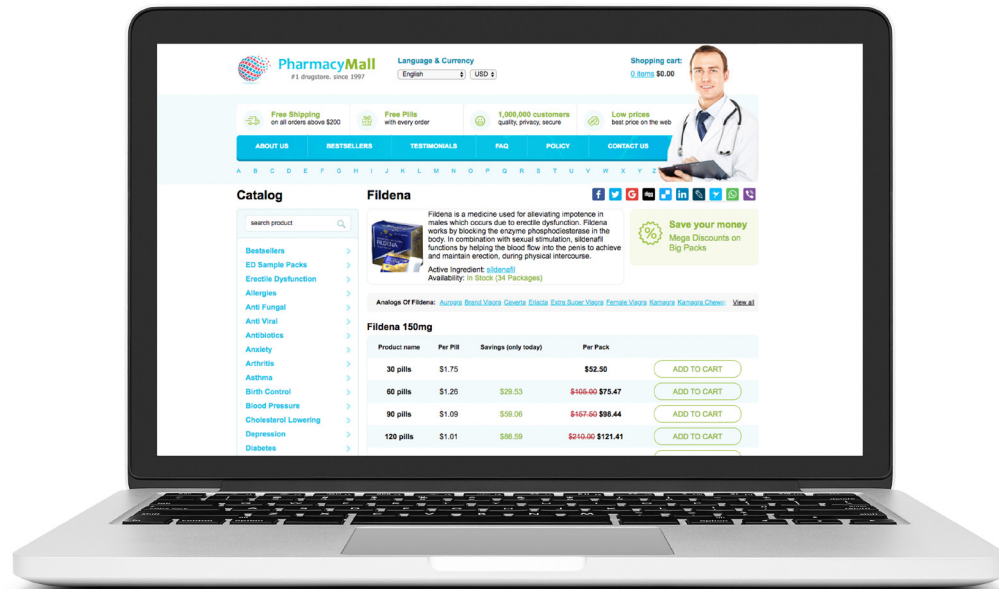 PharmacyMall
#1 drugstore. since 1997
Language & Currency
English
USD
Shopping cart:
0 items $0.00
Free Shipping
on all orders above $200
Free Pills
with every order
1,000,000 customers
quality, privacy, secure
Low prices
best price on the web
ABOUT US BESTSELLERS TESTIMONIALS FAQ POLICY CONTACT US
A B C D E F G H I J K L M N O P Q R S T U V W X Y Z
Catalog
search product
Bestsellers
ED Sample Packs
Erectile Dysfunction
Allergies
Anti Fungal
Anti Viral
Antibiotics
Anxiety
Arthritis
Asthma
Birth Control
Blood Pressure
Cholesterol Lowering
Depression
Diabetes
Fildena
digg
FILDENA
Fildena is a medicine used for alleviating impotence in
males which occurs due to erectile dysfunction. Fildena
works by blocking the enzyme phosphodiesterase in the
body. In combination with sexual stimulation, sildenafil
functions by helping the blood flow into the penis to achieve
and maintain erection, during physical intercourse.
Active Ingredient: sildenafil
Availability: In Stock (34 Packages)
Save your money
Mega Discounts on
Big Packs
Analogs Of Fildena: Aurogra Brand Viagra Caverta Eriacta Extra Super Viagra Female Viagra Kamagra Kamagra Chewin View all
Fildena 150mg
Product name Per Pill Savings (only today) Per Pack
30 pills $1.75 $52.50 ADD TO CART
60 pills $1.26 $29.53 $105.00 $75.47 ADD TO CART
90 pills $1.09 $59.06 $157.50 $98.44 ADD TO CART
120 pills $1.01 $88.59 $210.00 $121.41 ADD TO CART